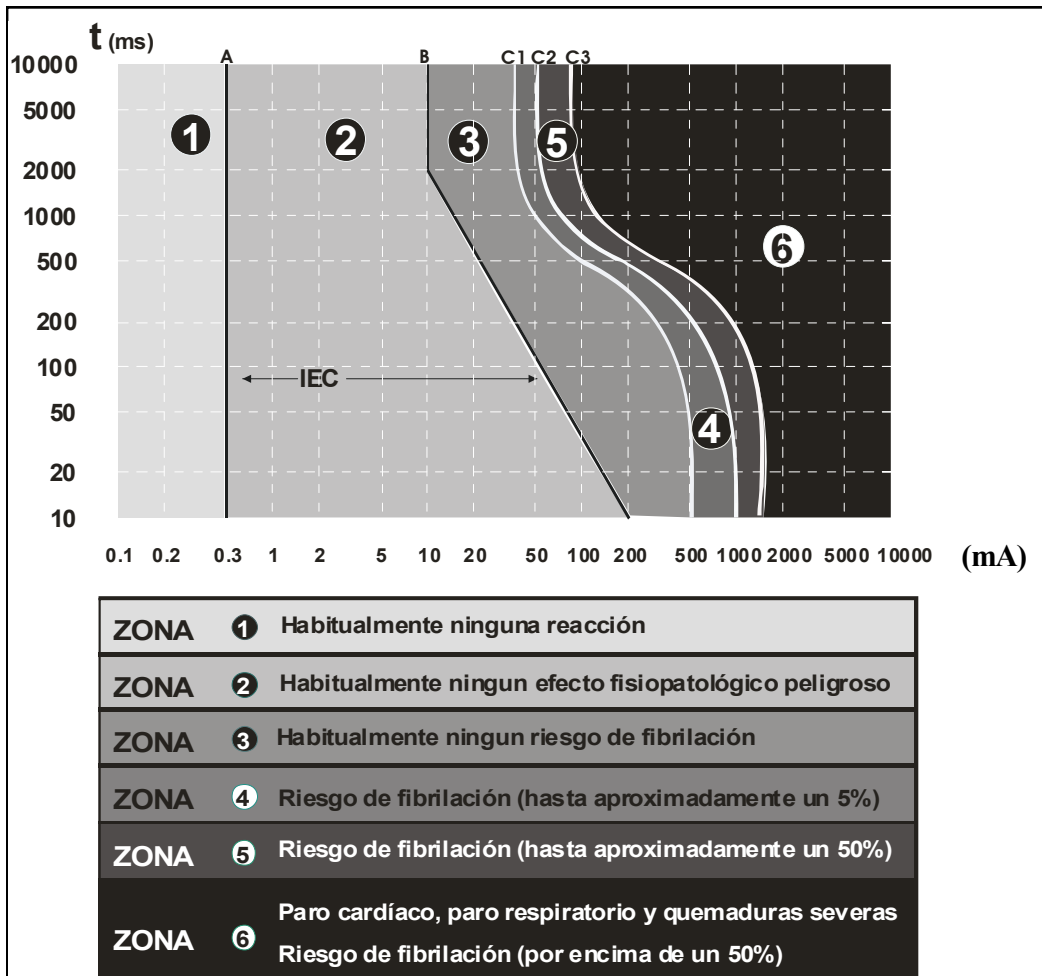 t (ms)
A B C1 C2 C3
10000
5000
2000
1000
500
200
100
50
20
10
1
2
3
5
6
4
IEC
0.1 0.2 0.3 1 2 5 10 20 50 100 200 500 1000 2000 5000 10000 (mA)
ZONA 1 Habitualmente ninguna reacción
ZONA 2 Habitualmente ningun efecto fisiopatológico peligroso
ZONA 3 Habitualmente ningun riesgo de fibrilación
ZONA 4 Riesgo de fibrilación (hasta aproximadamente un 5%)
ZONA 5 Riesgo de fibrilación (hasta aproximadamente un 50%)
ZONA 6 Paro cardíaco, paro respiratorio y quemaduras severas
Riesgo de fibrilación (por encima de un 50%)